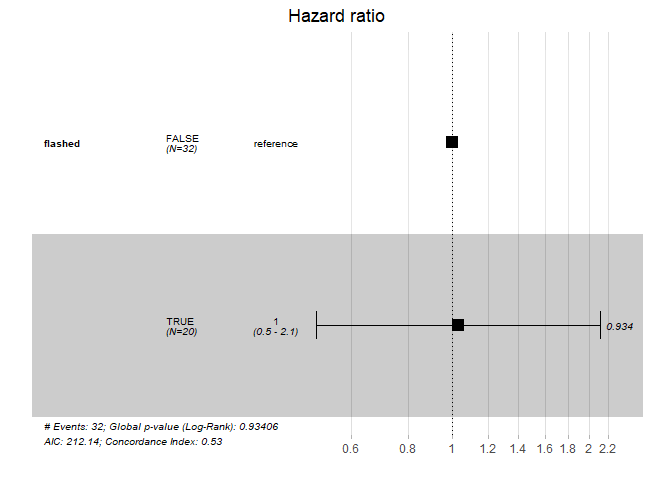 Hazard ratio
flashed
FALSE
(N=32)
reference
TRUE
(N=20)
1
(0.5 - 2.1)
0.934
# Events: 32; Global p-value (Log-Rank): 0.93406
AIC: 212.14; Concordance Index: 0.53
0.6 0.8 1 1.2 1.4 1.6 1.8 2 2.2